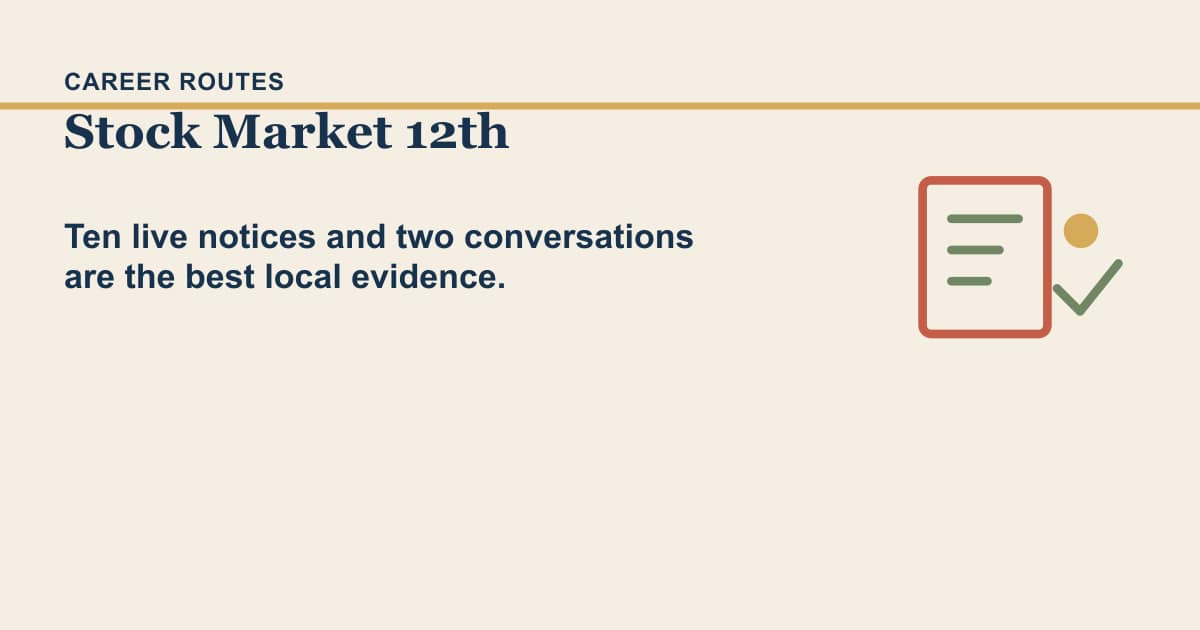 CAREER ROUTES
Stock Market 12th
Ten live notices and two conversations
are the best local evidence.